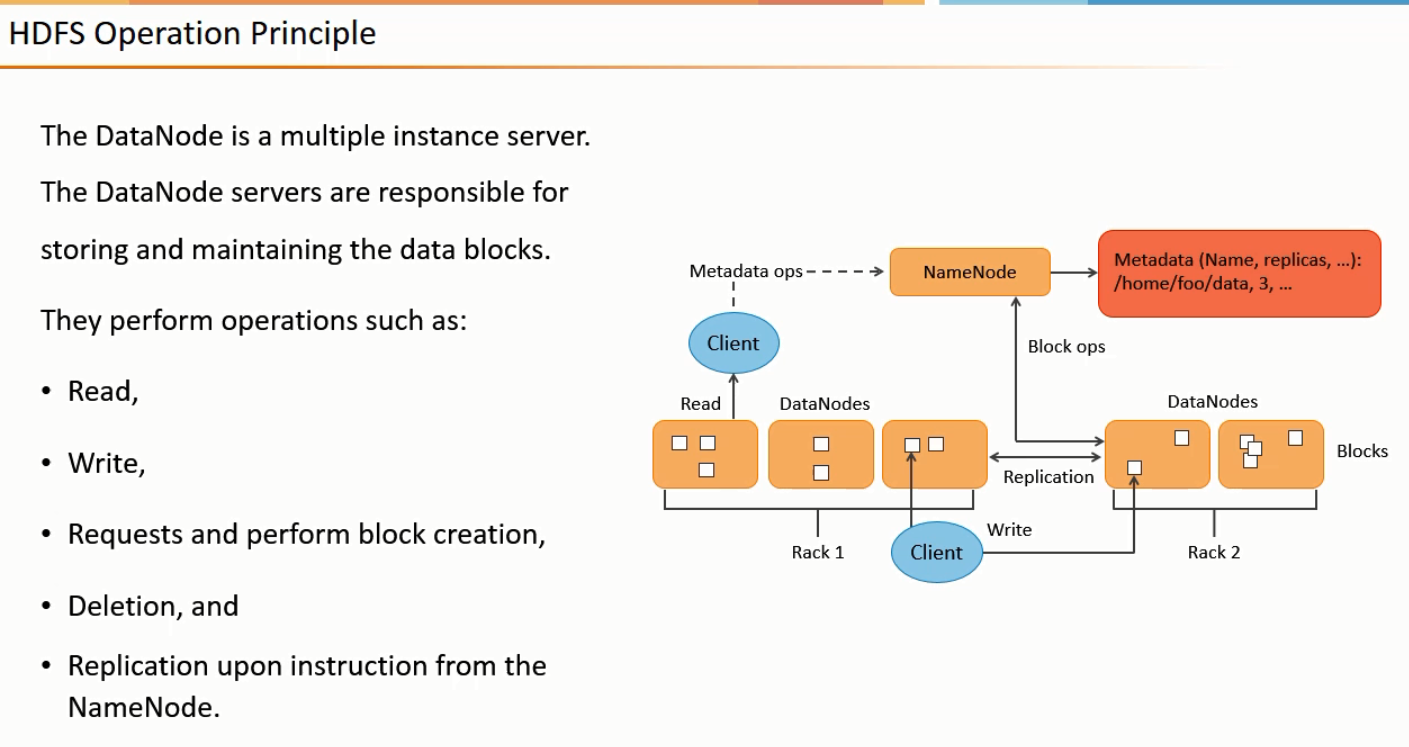 HDFS Operation Principle
The DataNode is a multiple instance server.
The DataNode servers are responsible for
storing and maintaining the data blocks.
They perform operations such as:
• Read,
• Write,
• Requests and perform block creation,
• Deletion, and
• Replication upon instruction from the
NameNode.
Metadata ops
NameNode
Metadata (Name, replicas, ...):
/home/foo/data, 3, ...
Client
Block ops
Read
DataNodes
DataNodes
Blocks
Replication
Write
Rack 1
Client
Rack 2